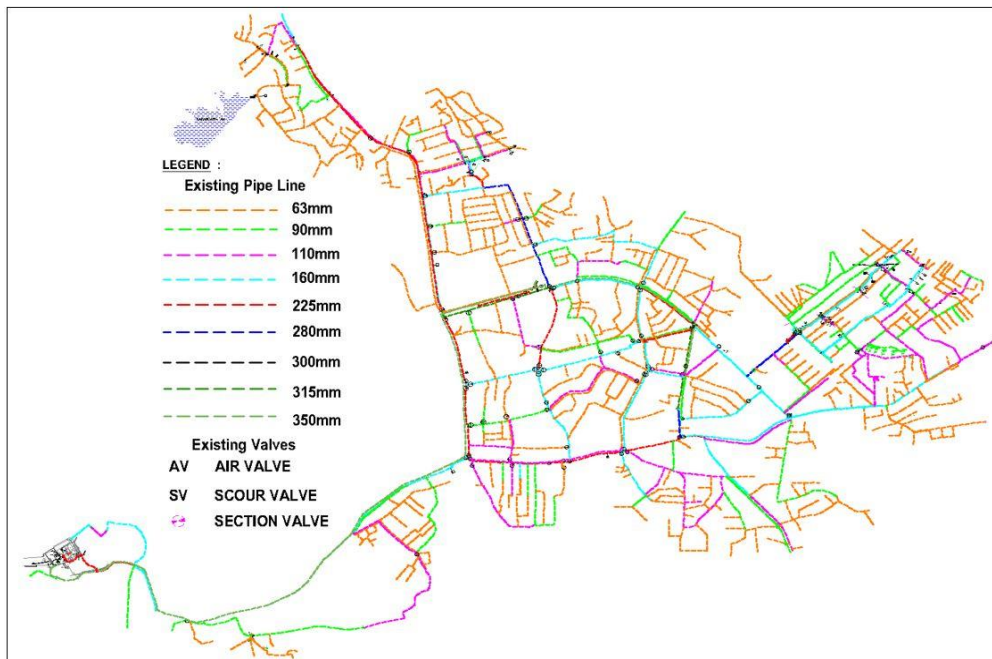 LEGEND :
Existing Pipe Line
63mm
90mm
110mm
160mm
225mm
280mm
300mm
315mm
350mm
Existing Valves
AV AIR VALVE
SV SCOUR VALVE
SECTION VALVE